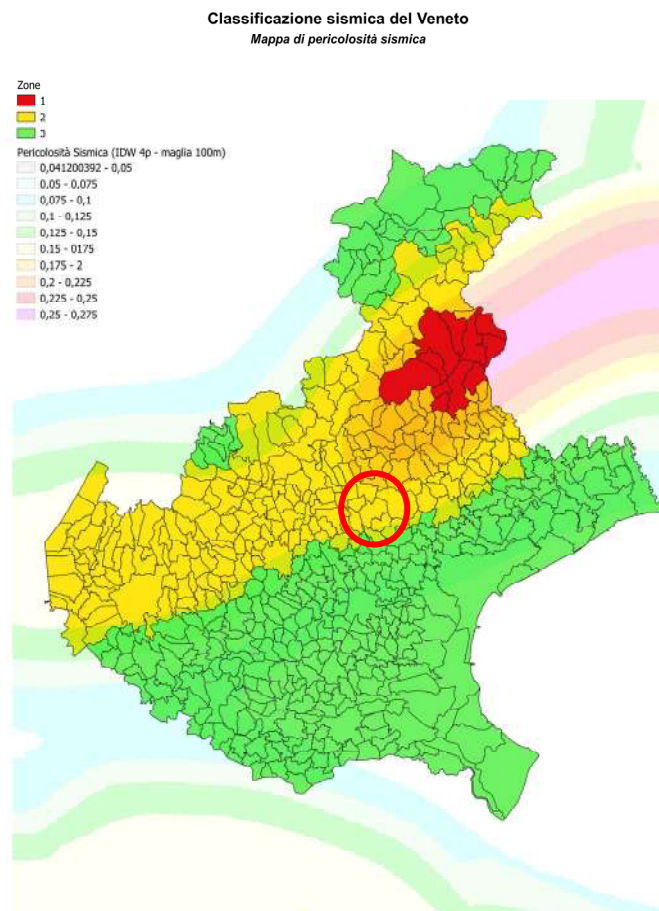 Classificazione sismica del Veneto
Mappa di pericolosità sismica
Zone
1
2
3
Pericolosità Sismica (IDW 4p - maglia 100m)
0,041200392 - 0,05
0.05 - 0.075
0,075 - 0,1
0,1 - 0,125
0,125 - 0,15
0.15 - 0175
0,175 - 2
0,2 - 0,225
0,225 - 0,25
0,25 - 0,275